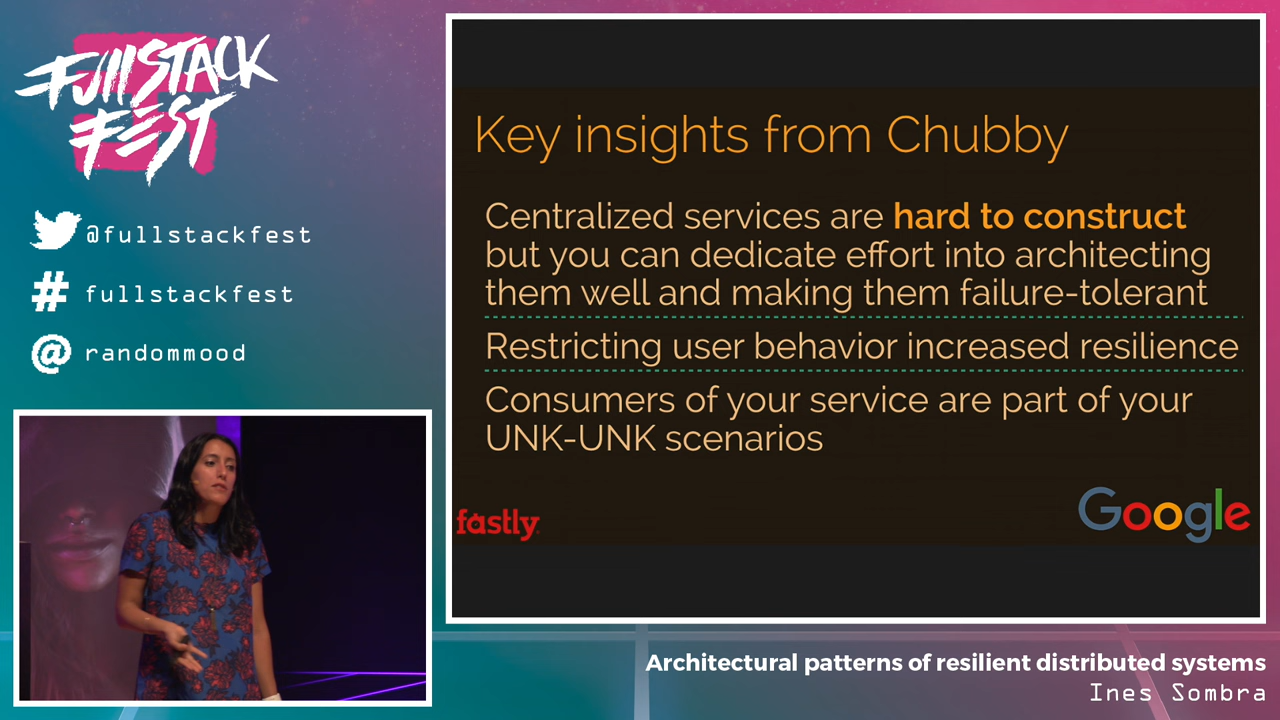 FullSTACK
FEST
@fullstackfest
# fullstackfest
@ randommood
Key insights from Chubby
Centralized services are hard to construct
but you can dedicate effort into architecting
them well and making them failure-tolerant
Restricting user behavior increased resilience
Consumers of your service are part of your
UNK-UNK scenarios
fastly
Google
Architectural patterns of resilient distributed systems
Ines Sombra